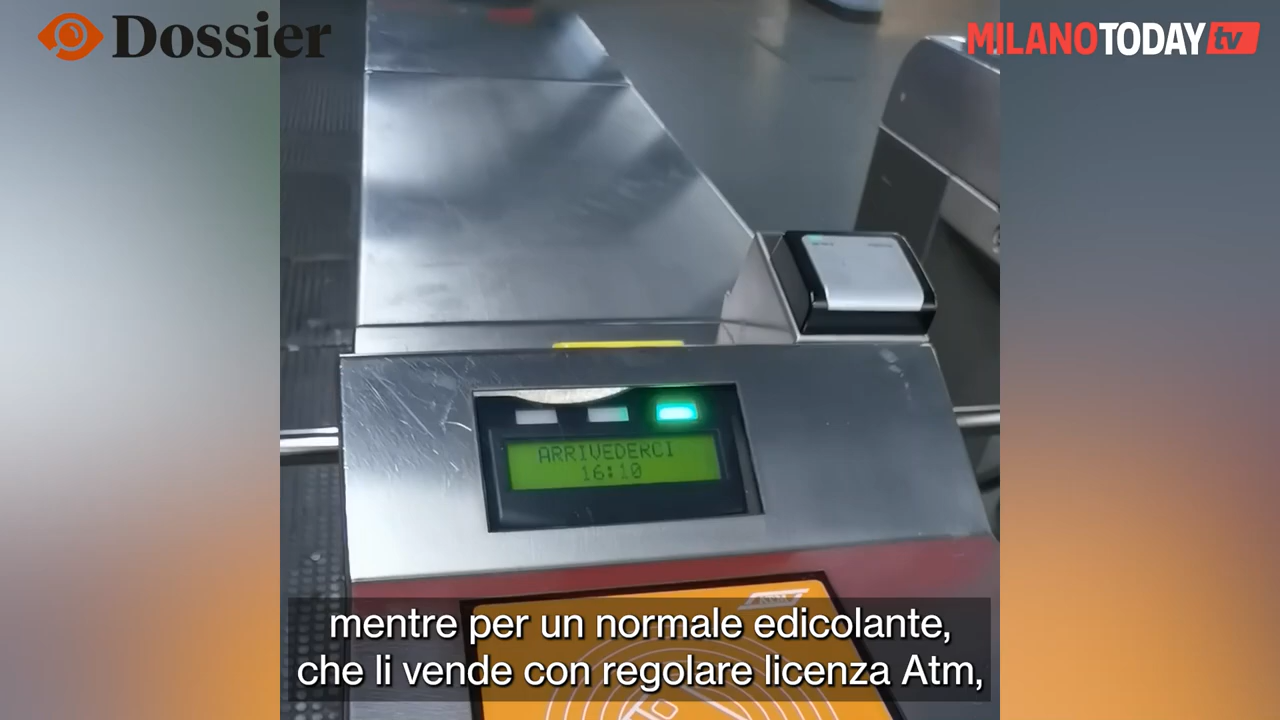 Dossier
MILANOTODAY tv
ARRIVEDERCI
16:10
mentre per un normale edicolante,
che li vende con regolare licenza Atm,